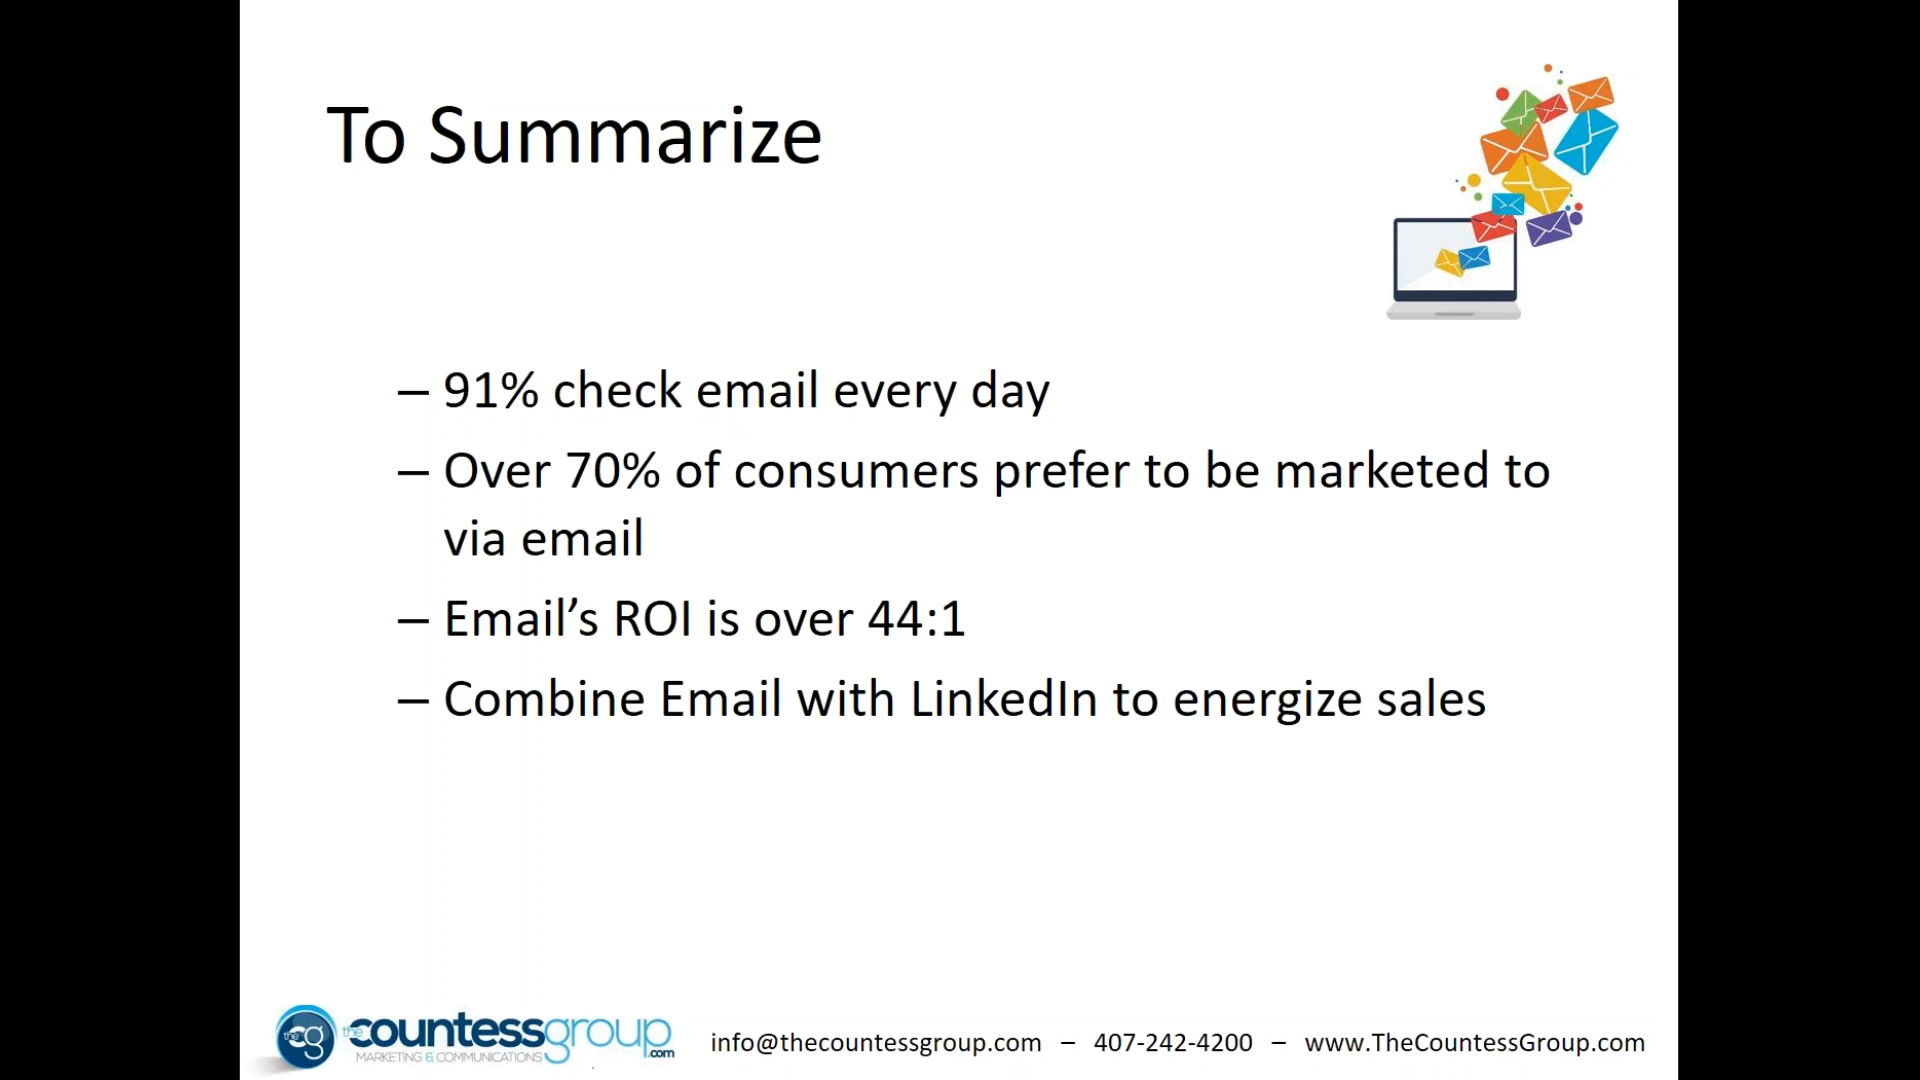 To Summarize
– 91% check email every day
– Over 70% of consumers prefer to be marketed to
via email
– Email’s ROI is over 44:1
– Combine Email with LinkedIn to energize sales
the cg the countessgroup.com
MARKETING & COMMUNICATIONS
info@thecountessgroup.com – 407-242-4200 – www.TheCountessGroup.com